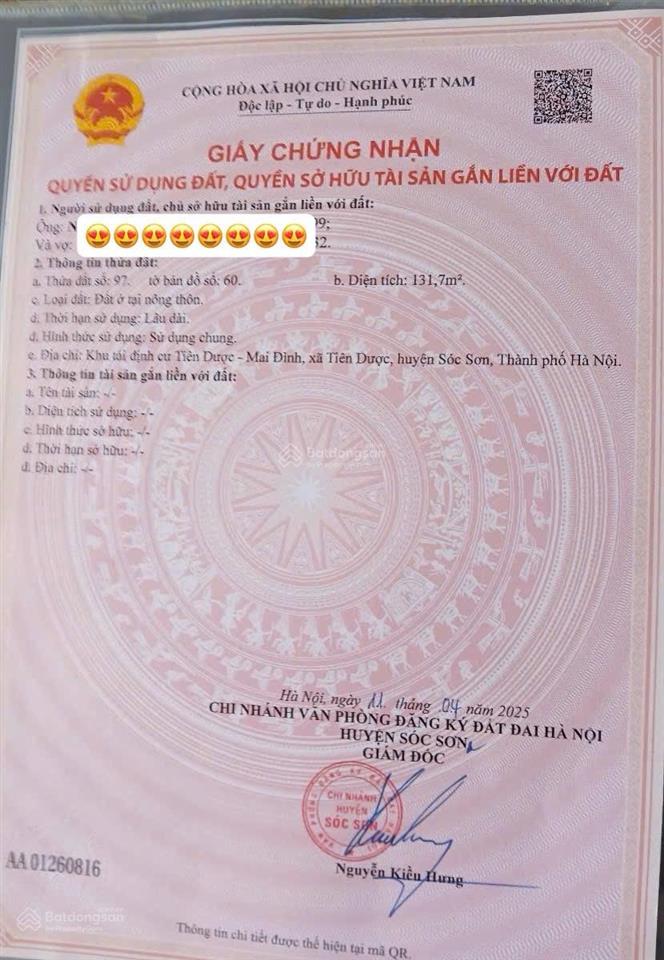 CỘNG HÒA XÃ HỘI CHỦ NGHĨA VIỆT NAM
Độc lập - Tự do - Hạnh phúc
GIẤY CHỨNG NHẬN
QUYỀN SỬ DỤNG ĐẤT, QUYỀN SỞ HỮU TÀI SẢN GẮN LIỀN VỚI ĐẤT
1. Người sử dụng đất, chủ sở hữu tài sản gắn liền với đất:
Ông: 99;
Và vợ: 32.
2. Thông tin thửa đất:
a. Thửa đất số: 97. tờ bản đồ số: 60. b. Diện tích: 131,7m².
c. Loại đất: Đất ở tại nông thôn.
d. Thời hạn sử dụng: Lâu dài.
đ. Hình thức sử dụng: Sử dụng chung.
e. Địa chỉ: Khu tái định cư Tiên Dược - Mai Đình, xã Tiên Dược, huyện Sóc Sơn, Thành phố Hà Nội.
3. Thông tin tài sản gắn liền với đất:
a. Tên tài sản: -/-
b. Diện tích sử dụng: -/-
c. Hình thức sở hữu: -/-
d. Thời hạn sở hữu: -/-
đ. Địa chỉ: -/-
Batdongsan
Hà Nội, ngày 11 tháng 04 năm 2025
CHI NHÁNH VĂN PHÒNG ĐĂNG KÝ ĐẤT ĐAI HÀ NỘI
HUYỆN SÓC SƠN
GIÁM ĐỐC
CHI NHÁNH
HUYỆN
SÓC SƠN
Nguyễn Kiều Hưng
AA 01260816
Batdongsan
Thông tin chi tiết được thể hiện tại mã QR.